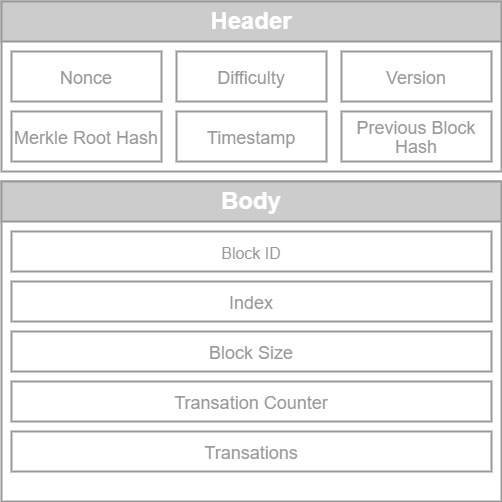 Header
Nonce
Difficulty
Version
Merkle Root Hash
Timestamp
Previous Block
Hash
Body
Block ID
Index
Block Size
Transation Counter
Transations